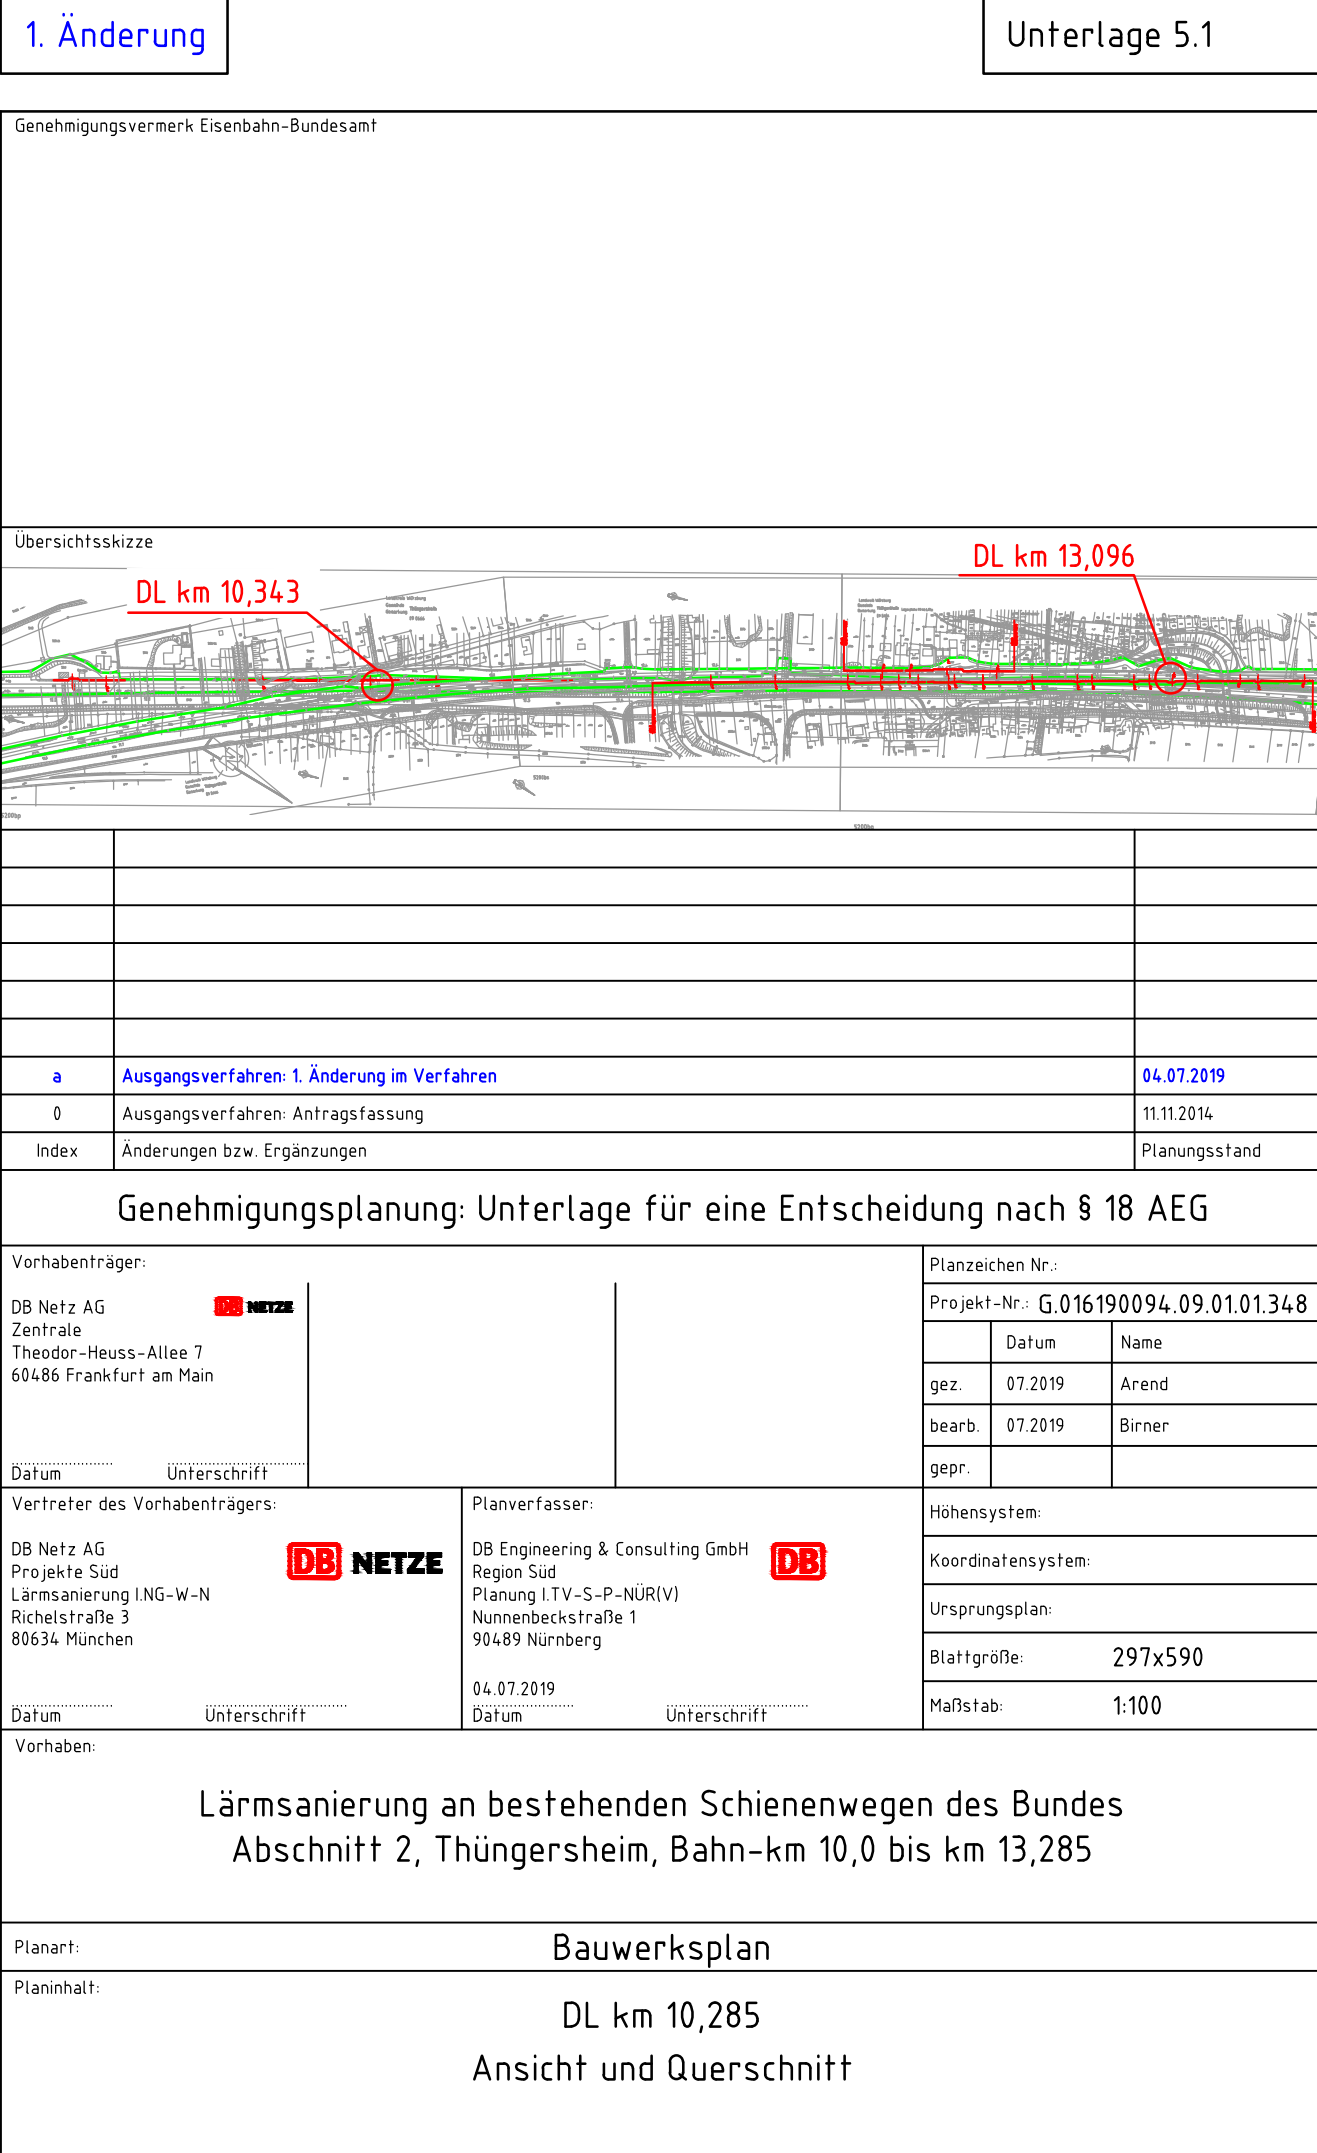 1. Änderung
Unterlage 5.1
Genehmigungsvermerk Eisenbahn-Bundesamt
Übersichtsskizze
DL km 10,343
DL km 13,096
Index
Änderungen bzw. Ergänzungen
Planungsstand
a
Ausgangsverfahren: 1. Änderung im Verfahren
04.07.2019
0
Ausgangsverfahren: Antragsfassung
11.11.2014
Genehmigungsplanung: Unterlage für eine Entscheidung nach § 18 AEG
Vorhabenträger:
DB Netz AG
Zentrale
Theodor-Heuss-Allee 7
60486 Frankfurt am Main
DB NETZE
Datum
Unterschrift
Planzeichen Nr.:
Projekt-Nr.: G.016190094.09.01.01.348
Datum
Name
gez.
07.2019
Arend
bearb.
07.2019
Birner
gepr.
Vertreter des Vorhabenträgers:
DB Netz AG
Projekte Süd
Lärmsanierung I.NG-W-N
Richelstraße 3
80634 München
DB NETZE
Datum
Unterschrift
Planverfasser:
DB Engineering & Consulting GmbH
Region Süd
Planung I.TV-S-P-NÜR(V)
Nunnenbeckstraße 1
90489 Nürnberg
DB
04.07.2019
Datum
Unterschrift
Höhensystem:
Koordinatensystem:
Ursprungsplan:
Blattgröße: 297x590
Maßstab: 1:100
Vorhaben:
Lärmsanierung an bestehenden Schienenwegen des Bundes
Abschnitt 2, Thüngersheim, Bahn-km 10,0 bis km 13,285
Planart:
Bauwerksplan
Planinhalt:
DL km 10,285
Ansicht und Querschnitt